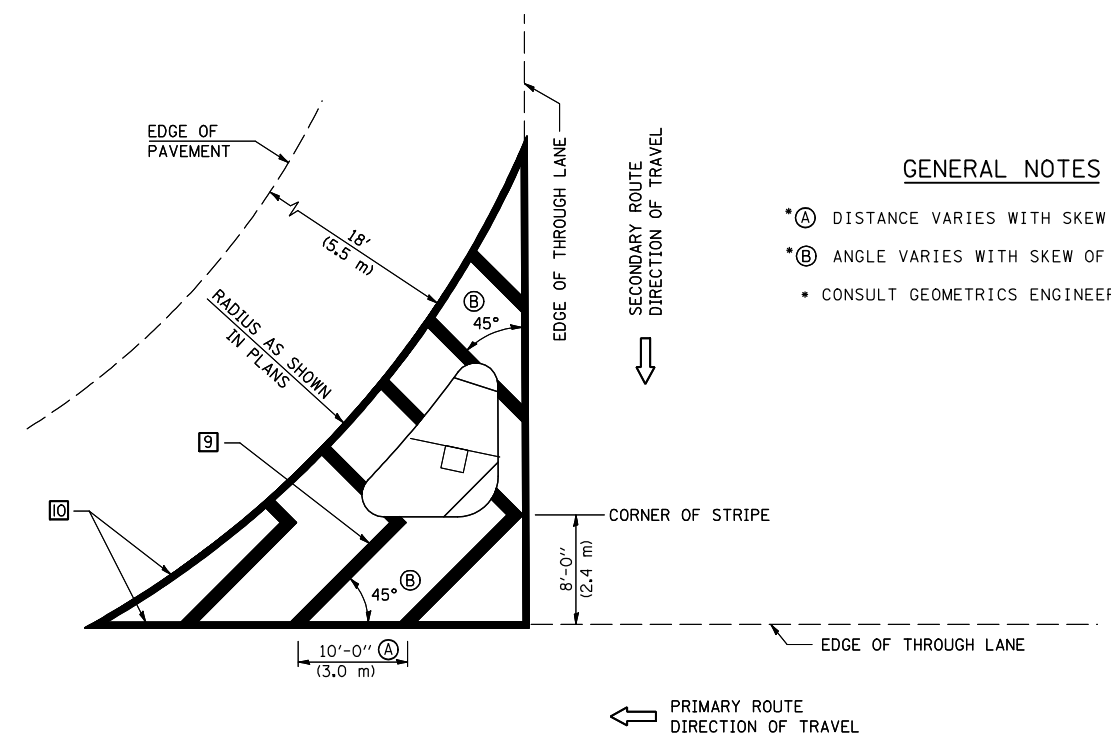 EDGE OF
PAVEMENT
18'
(5.5 m)
RADIUS AS SHOWN
IN PLANS
9
10
B
45°
EDGE OF THROUGH LANE
SECONDARY ROUTE
DIRECTION OF TRAVEL
GENERAL NOTES
*A DISTANCE VARIES WITH SKEW
*B ANGLE VARIES WITH SKEW OF
* CONSULT GEOMETRICS ENGINEER
CORNER OF STRIPE
8'-0"
(2.4 m)
45° B
10'-0" A
(3.0 m)
EDGE OF THROUGH LANE
PRIMARY ROUTE
DIRECTION OF TRAVEL